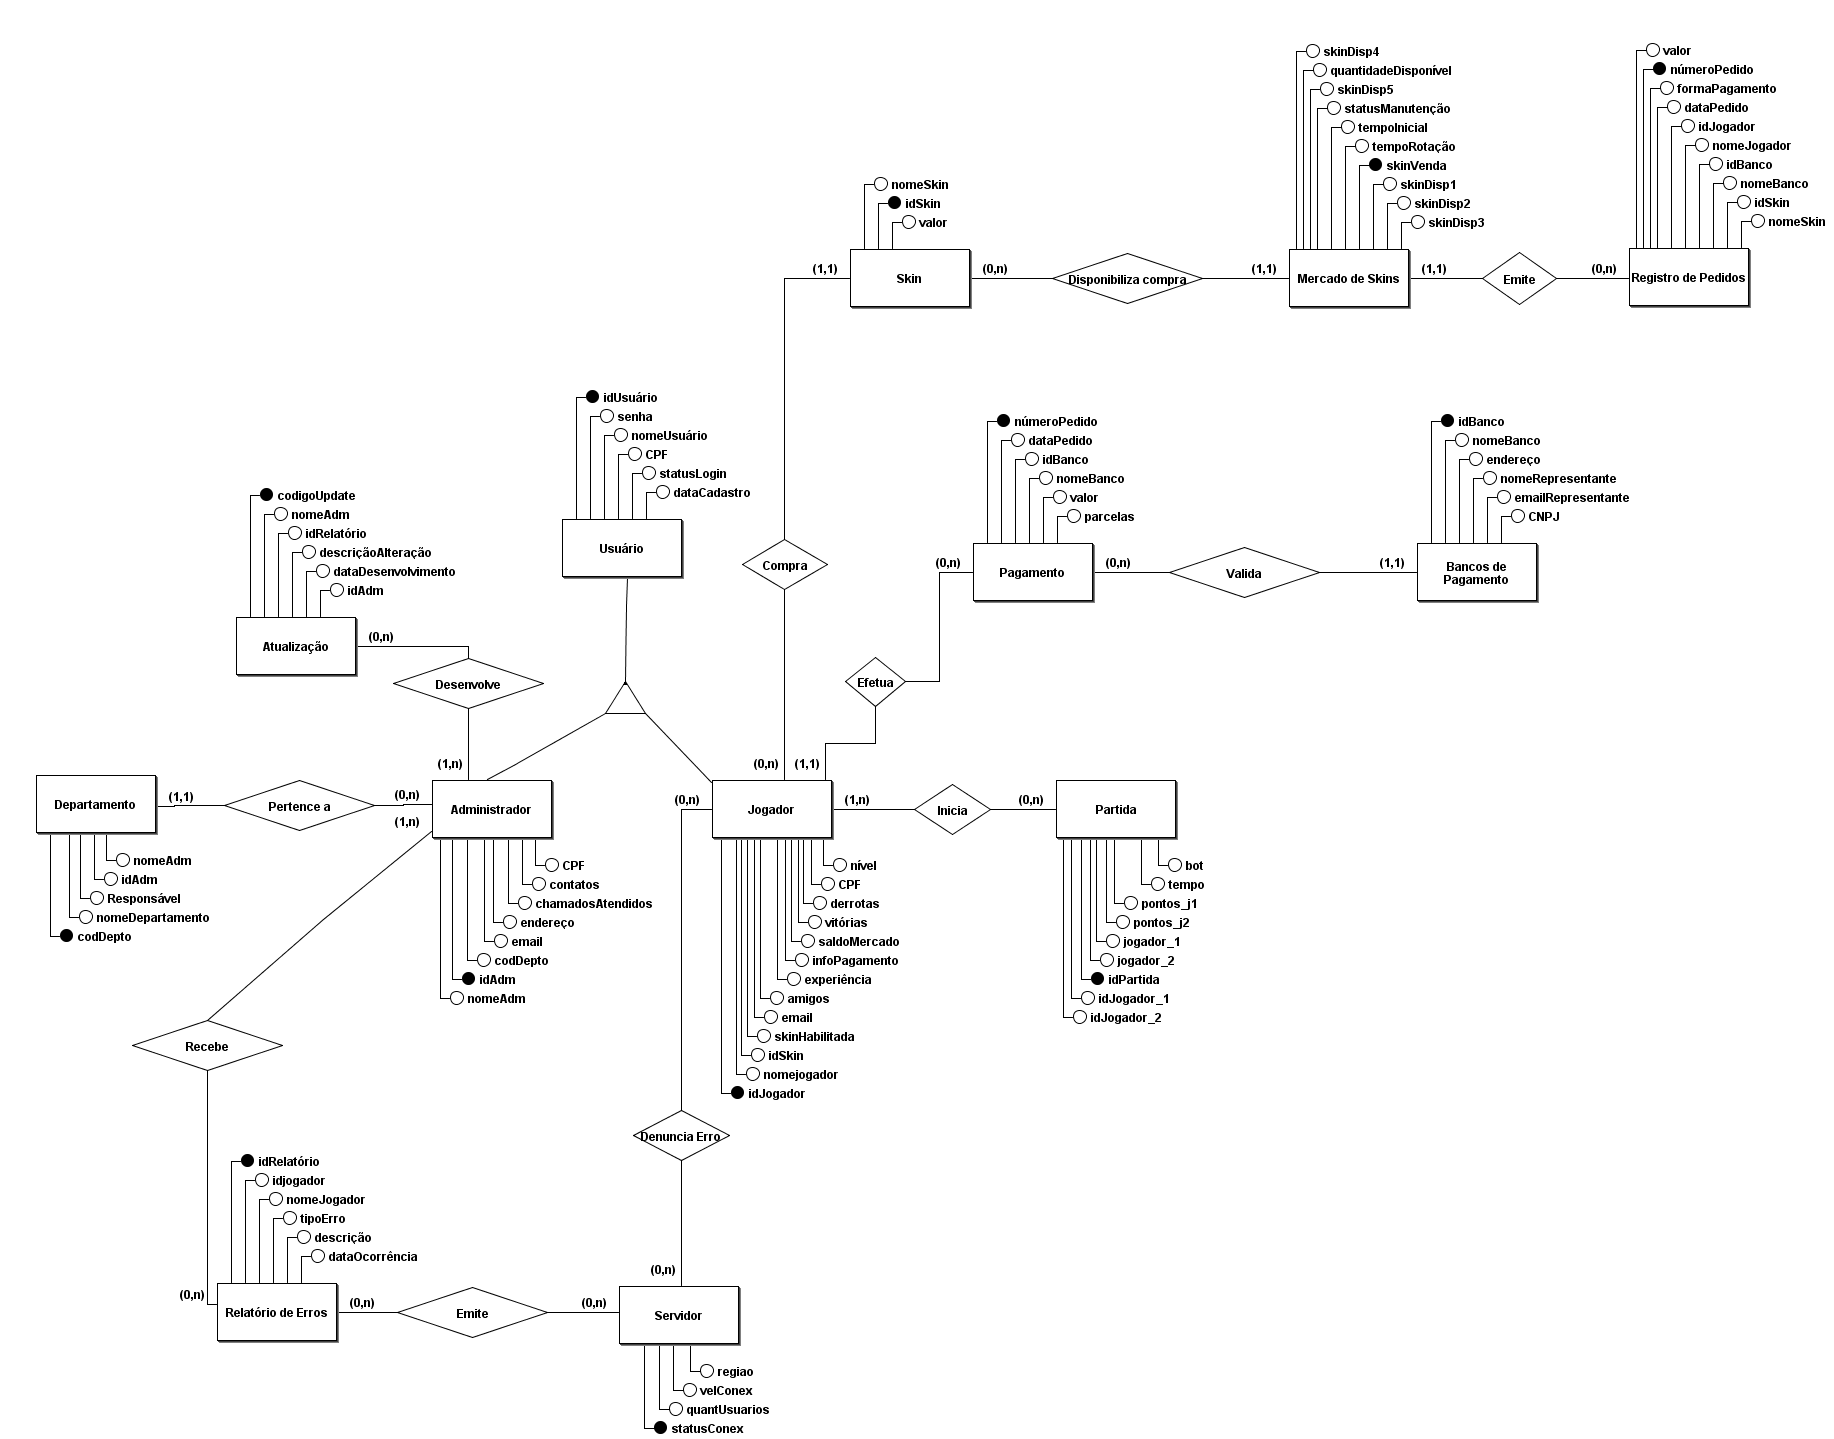 skinDisp4
quantidadeDisponível
skinDisp5
statusManutenção
tempoInicial
tempoRotação
skinVenda
skinDisp1
skinDisp2
skinDisp3
valor
númeroPedido
formaPagamento
dataPedido
idJogador
nomeJogador
idBanco
nomeBanco
idSkin
nomeSkin
nomeSkin
idSkin
valor
(1,1)
Skin
(0,n)
Disponibiliza compra
(1,1)
Mercado de Skins
(1,1)
Emite
(0,n)
Registro de Pedidos
idUsuário
senha
nomeUsuário
CPF
statusLogin
dataCadastro
Usuário
númeroPedido
dataPedido
idBanco
nomeBanco
valor
parcelas
idBanco
nomeBanco
endereço
nomeRepresentante
emailRepresentante
CNPJ
Compra
(0,n)
Pagamento
(0,n)
Valida
(1,1)
Bancos de
Pagamento
codigoUpdate
nomeAdm
idRelatório
descriçãoAlteração
dataDesenvolvimento
idAdm
Atualização
(0,n)
Desenvolve
Efetua
(1,n)
(0,n)
(1,1)
Departamento
(1,1)
Pertence a
(0,n)
(1,n)
Administrador
(0,n)
Jogador
(1,n)
Inicia
(0,n)
Partida
nomeAdm
idAdm
Responsável
nomeDepartamento
codDepto
CPF
contatos
chamadosAtendidos
endereço
email
codDepto
idAdm
nomeAdm
nível
CPF
derrotas
vitórias
saldoMercado
infoPagamento
experiência
amigos
email
skinHabilitada
idSkin
nomejogador
idJogador
bot
tempo
pontos_j1
pontos_j2
jogador_1
jogador_2
idPartida
idJogador_1
idJogador_2
Recebe
Denuncia Erro
idRelatório
idjogador
nomeJogador
tipoErro
descrição
dataOcorrência
(0,n)
(0,n)
Relatório de Erros
(0,n)
Emite
(0,n)
Servidor
regiao
velConex
quantUsuarios
statusConex